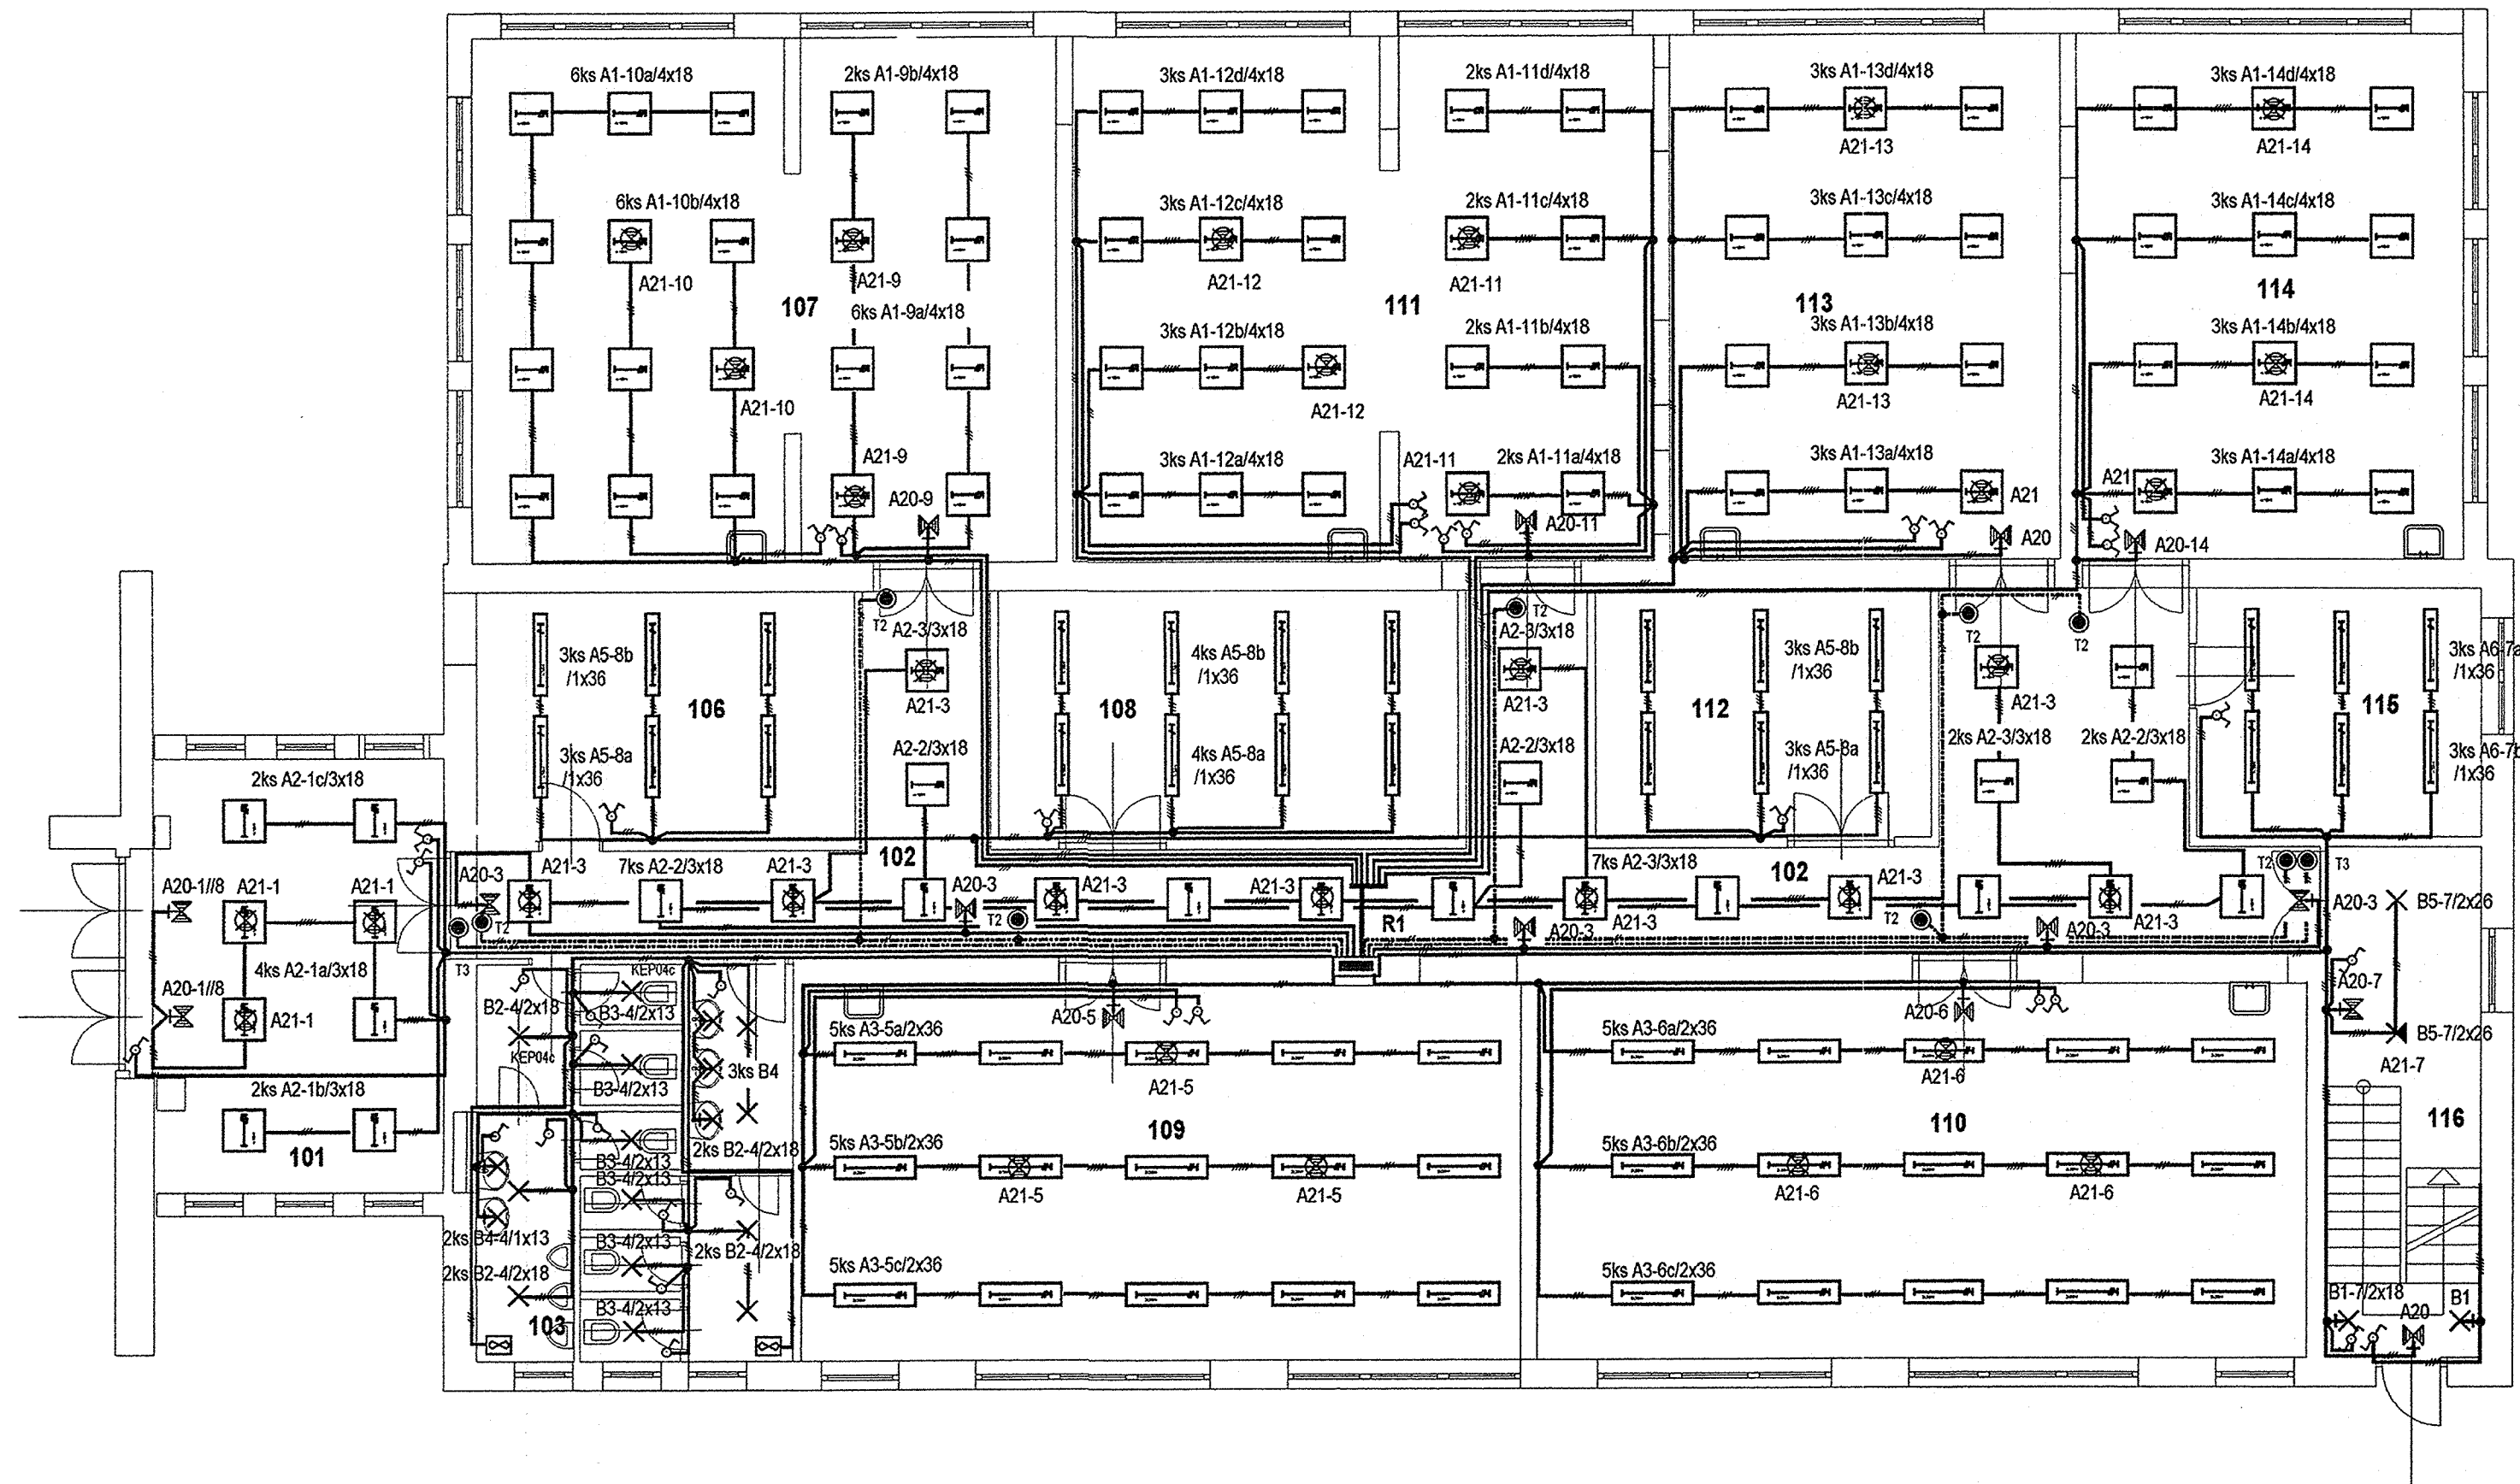 6ks A1-10a/4x18
2ks A1-9b/4x18
3ks A1-12d/4x18
2ks A1-11d/4x18
3ks A1-13d/4x18
3ks A1-14d/4x18
A21-13
A21-14
6ks A1-10b/4x18
3ks A1-12c/4x18
2ks A1-11c/4x18
3ks A1-13c/4x18
3ks A1-14c/4x18
A21-10
A21-9
A21-12
A21-11
107
6ks A1-9a/4x18
111
113
114
3ks A1-12b/4x18
2ks A1-11b/4x18
3ks A1-13b/4x18
3ks A1-14b/4x18
A21-10
A21-12
A21-13
A21-14
A21-9
3ks A1-12a/4x18
A21-11
2ks A1-11a/4x18
3ks A1-13a/4x18
3ks A1-14a/4x18
A20-9
A21
A21
A20-11
A20
A20-14
T2
A2-3/3x18
T2
A2-3/3x18
T2
T2
3ks A5-8b
/1x36
4ks A5-8b
/1x36
3ks A5-8b
/1x36
3ks A6-7a
/1x36
106
A21-3
108
A21-3
112
A21-3
115
3ks A5-8a
/1x36
A2-2/3x18
4ks A5-8a
/1x36
A2-2/3x18
3ks A5-8a
/1x36
2ks A2-3/3x18
2ks A2-2/3x18
3ks A6-7b
/1x36
2ks A2-1c/3x18
102
A20-3
A21-3
7ks A2-2/3x18
A21-3
A20-3
A21-3
A21-3
7ks A2-3/3x18
102
A21-3
T2
T3
A20-1//8
A21-1
A21-1
T2
T2
R1
A20-3
A21-3
T2
A20-3
A21-3
A20-3
B5-7/2x26
4ks A2-1a/3x18
T3
KEP04c
A20-1//8
A21-1
B2-4/2x18
B3-4/2x13
A20-5
A20-6
A20-7
5ks A3-5a/2x36
5ks A3-6a/2x36
B5-7/2x26
KEP04c
2ks A2-1b/3x18
B3-4/2x13
3ks B4
A21-5
A21-6
A21-7
101
109
110
116
2ks B2-4/2x18
5ks A3-5b/2x36
5ks A3-6b/2x36
B3-4/2x13
B3-4/2x13
A21-5
A21-5
A21-6
A21-6
2ks B4-4/1x13
B3-4/2x13
2ks B2-4/2x18
2ks B2-4/2x18
5ks A3-5c/2x36
5ks A3-6c/2x36
B3-4/2x13
103
B1-7/2x18
A20
B1